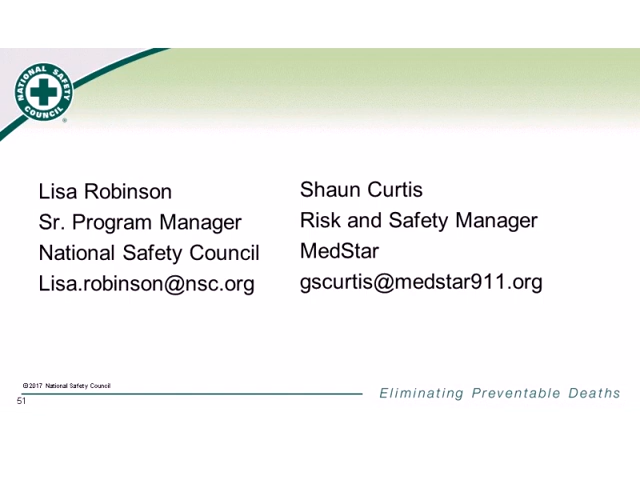 NATIONAL SAFETY COUNCIL
Lisa Robinson
Sr. Program Manager
National Safety Council
Lisa.robinson@nsc.org
Shaun Curtis
Risk and Safety Manager
MedStar
gscurtis@medstar911.org
©2017 National Safety Council
51
Eliminating Preventable Deaths